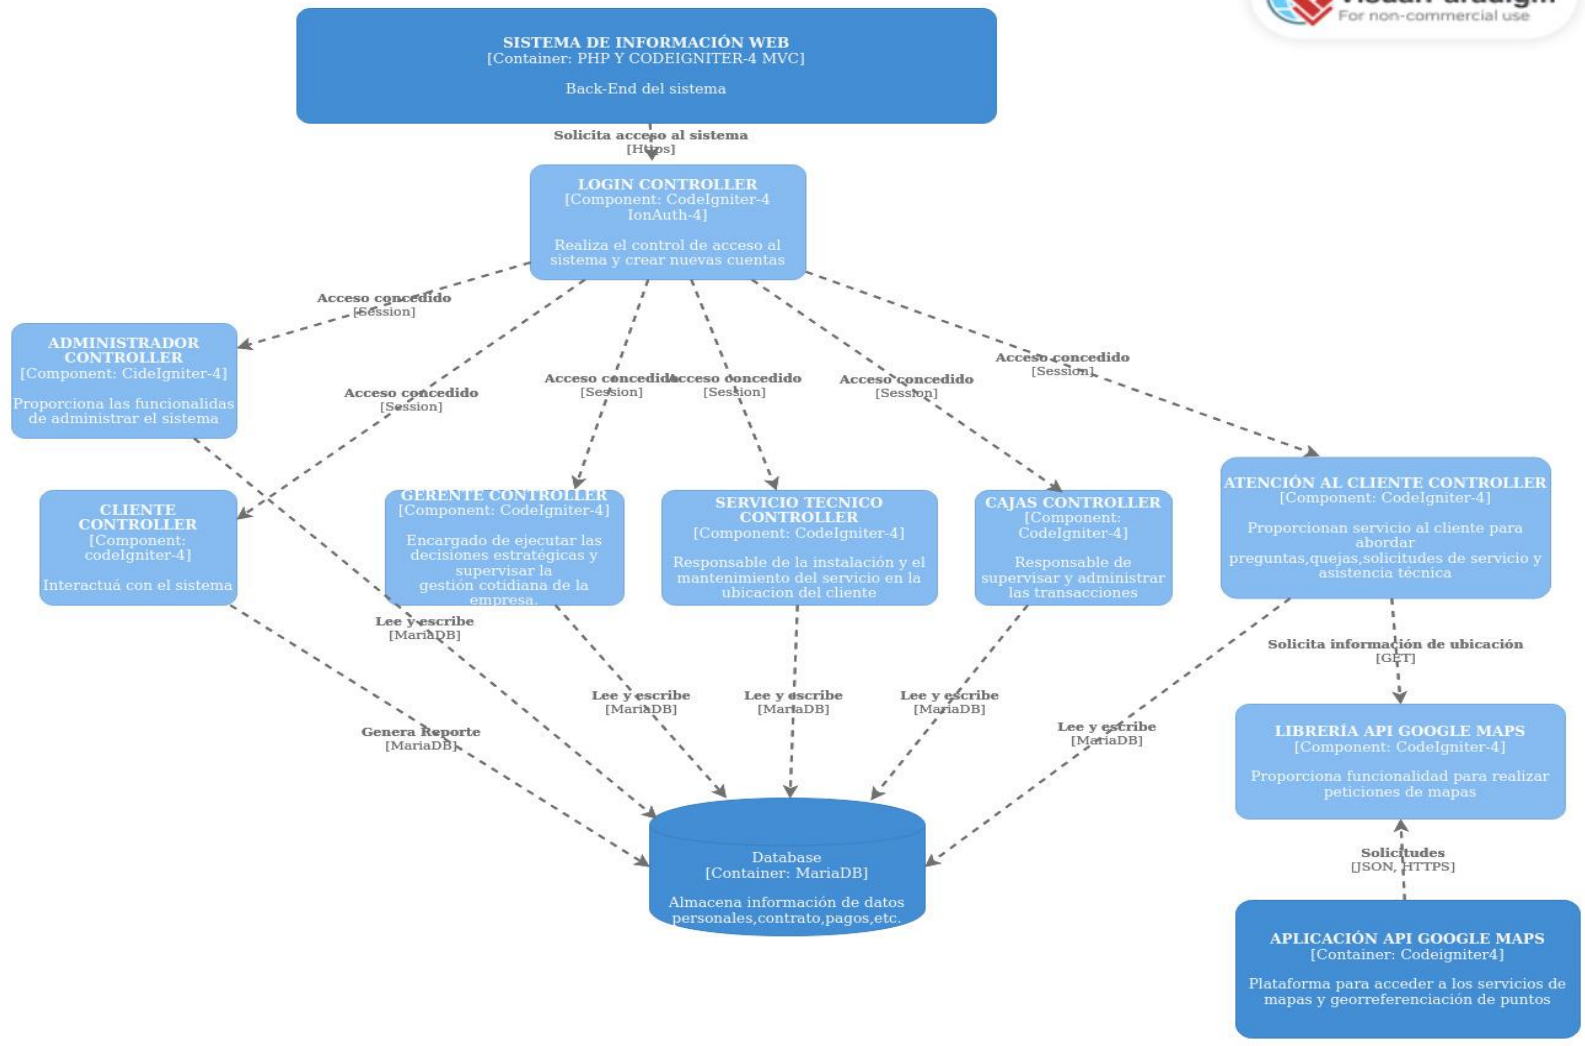 For non-commercial use
SISTEMA DE INFORMACIÓN WEB
[Container: PHP Y CODEIGNITER-4 MVC]
Back-End del sistema
Solicita acceso al sistema
[Https]
LOGIN CONTROLLER
[Component: CodeIgniter-4
IonAuth-4]
Realiza el control de acceso al
sistema y crear nuevas cuentas
Acceso concedido
[Session]
ADMINISTRADOR
CONTROLLER
[Component: CideIgniter-4]
Proporciona las funcionalidas
de administrar el sistema
Acceso concedido
[Session]
Acceso concedido
[Session]
Acceso concedido
[Session]
Acceso concedido
[Session]
Acceso concedido
[Session]
CLIENTE
CONTROLLER
[Component:
codeIgniter-4]
Interactuá con el sistema
GERENTE CONTROLLER
[Component: CodeIgniter-4]
Encargado de ejecutar las
decisiones estratégicas y
supervisar la
gestión cotidiana de la
empresa.
SERVICIO TECNICO
CONTROLLER
[Component: CodeIgniter-4]
Responsable de la instalación y el
mantenimiento del servicio en la
ubicacion del cliente
CAJAS CONTROLLER
[Component:
CodeIgniter-4]
Responsable de
supervisar y administrar
las transacciones
ATENCIÓN AL CLIENTE CONTROLLER
[Component: CodeIgniter-4]
Proporcionan servicio al cliente para
abordar
preguntas,quejas,solicitudes de servicio y
asistencia técnica
Lee y escribe
[MariaDB]
Genera Reporte
[MariaDB]
Lee y escribe
[MariaDB]
Lee y escribe
[MariaDB]
Lee y escribe
[MariaDB]
Lee y escribe
[MariaDB]
Solicita información de ubicación
[GET]
LIBRERÍA API GOOGLE MAPS
[Component: CodeIgniter-4]
Proporciona funcionalidad para realizar
peticiones de mapas
Solicitudes
[JSON, HTTPS]
Database
[Container: MariaDB]
Almacena información de datos
personales,contrato,pagos,etc.
APLICACIÓN API GOOGLE MAPS
[Container: Codeigniter4]
Plataforma para acceder a los servicios de
mapas y georreferenciación de puntos